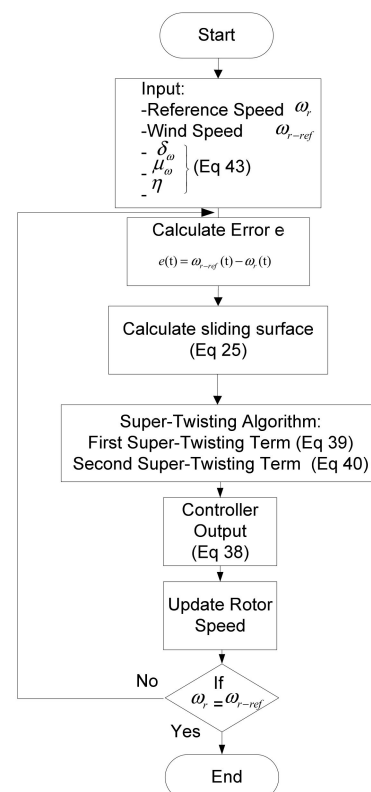 Start
Input:
-Reference Speed ω_r
-Wind Speed ω_{r-ref}
- δ_ω
- μ_ω } (Eq 43)
- η
Calculate Error e
e(t) = ω_{r-ref}(t) − ω_r(t)
Calculate sliding surface
(Eq 25)
Super-Twisting Algorithm:
First Super-Twisting Term (Eq 39)
Second Super-Twisting Term (Eq 40)
Controller
Output
(Eq 38)
Update Rotor
Speed
No
If
ω_r = ω_{r-ref}
Yes
End